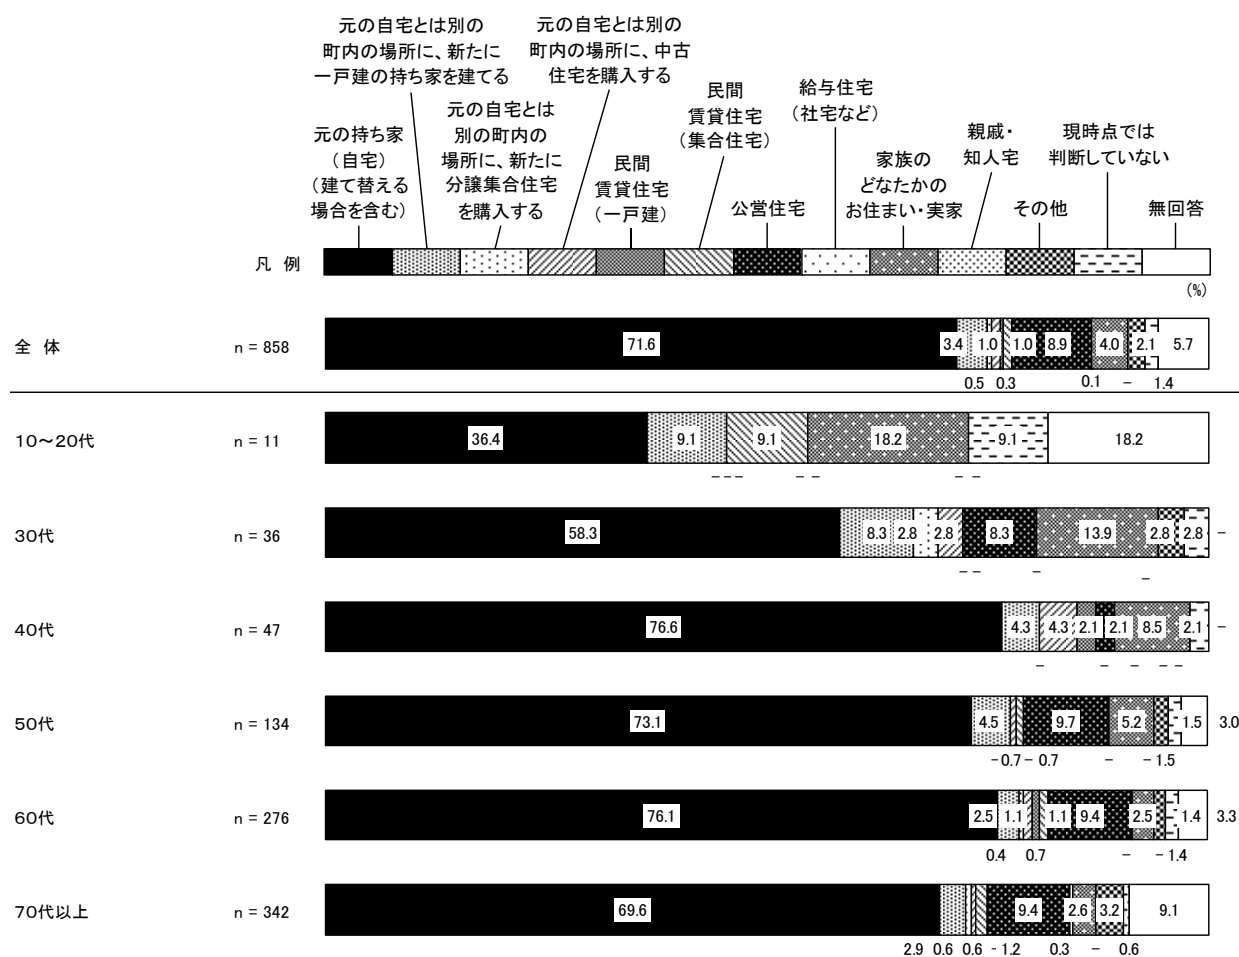 元の自宅とは別の
町内の場所に、新たに
一戸建の持ち家を建てる
元の自宅とは別の
町内の場所に、中古
住宅を購入する
元の持ち家
（自宅）
（建て替える
場合を含む）
元の自宅とは
別の町内の
場所に、新たに
分譲集合住宅
を購入する
民間
賃貸住宅
（一戸建）
民間
賃貸住宅
（集合住宅）
公営住宅
給与住宅
（社宅など）
家族の
どなたかの
お住まい・実家
親戚・
知人宅
その他
現時点では
判断していない
無回答
凡 例
(%)
全 体 n = 858 71.6 3.4 1.0 1.0 8.9 4.0 2.1 5.7
0.5 0.3 0.1 － 1.4
10～20代 n = 11 36.4 9.1 9.1 18.2 9.1 18.2
－ － － － － － －
30代 n = 36 58.3 8.3 2.8 2.8 8.3 13.9 2.8 2.8 －
－ － － －
40代 n = 47 76.6 4.3 4.3 2.1 2.1 8.5 2.1 －
－ － － － －
50代 n = 134 73.1 4.5 9.7 5.2 1.5 3.0
－ 0.7 － 0.7 － － 1.5
60代 n = 276 76.1 2.5 1.1 1.1 9.4 2.5 1.4 3.3
0.4 0.7 － － 1.4
70代以上 n = 342 69.6 9.4 2.6 3.2 9.1
2.9 0.6 0.6 － 1.2 0.3 － 0.6